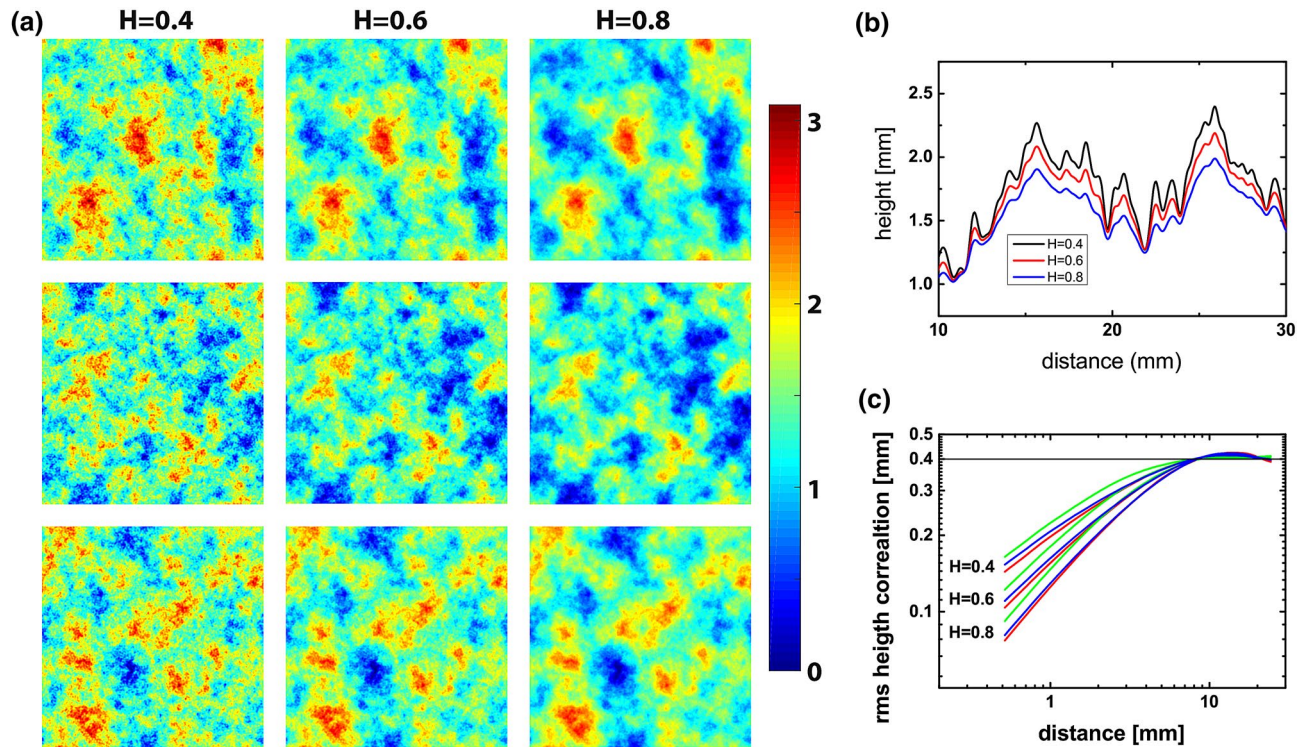 (a)
H=0.4 H=0.6 H=0.8
3
2
1
0
(b)
height [mm]
2.5
2.0
1.5
1.0
H=0.4
H=0.6
H=0.8
10 20 30
distance (mm)
(c)
rms heigth correaltion [mm]
0.5
0.4
0.3
0.2
0.1
H=0.4
H=0.6
H=0.8
1 10
distance [mm]